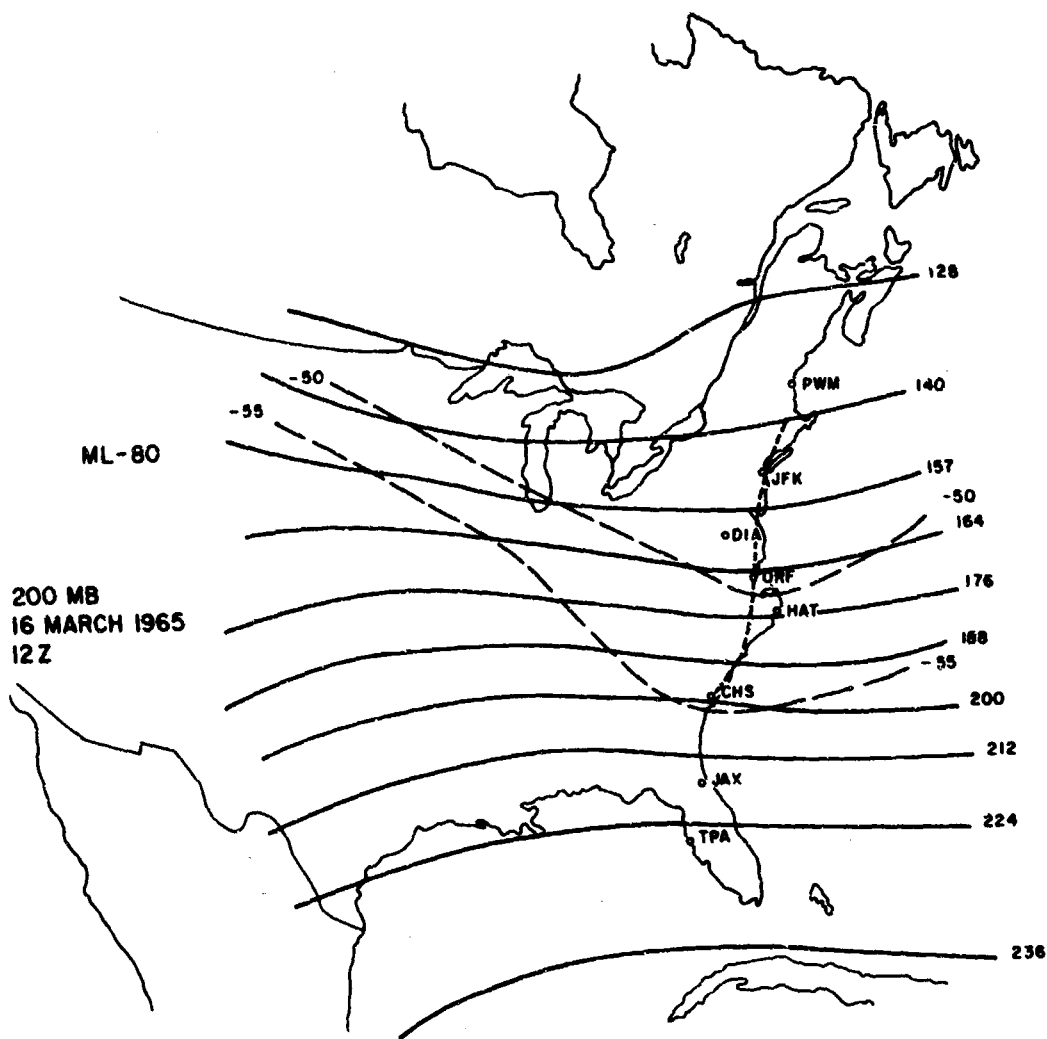 128
-50
PWM
140
-55
ML-80
157
JFK
-50
DIA
164
ORF
176
200 MB
HAT
16 MARCH 1965
12Z
188
-55
CHS
200
212
JAX
224
TPA
236